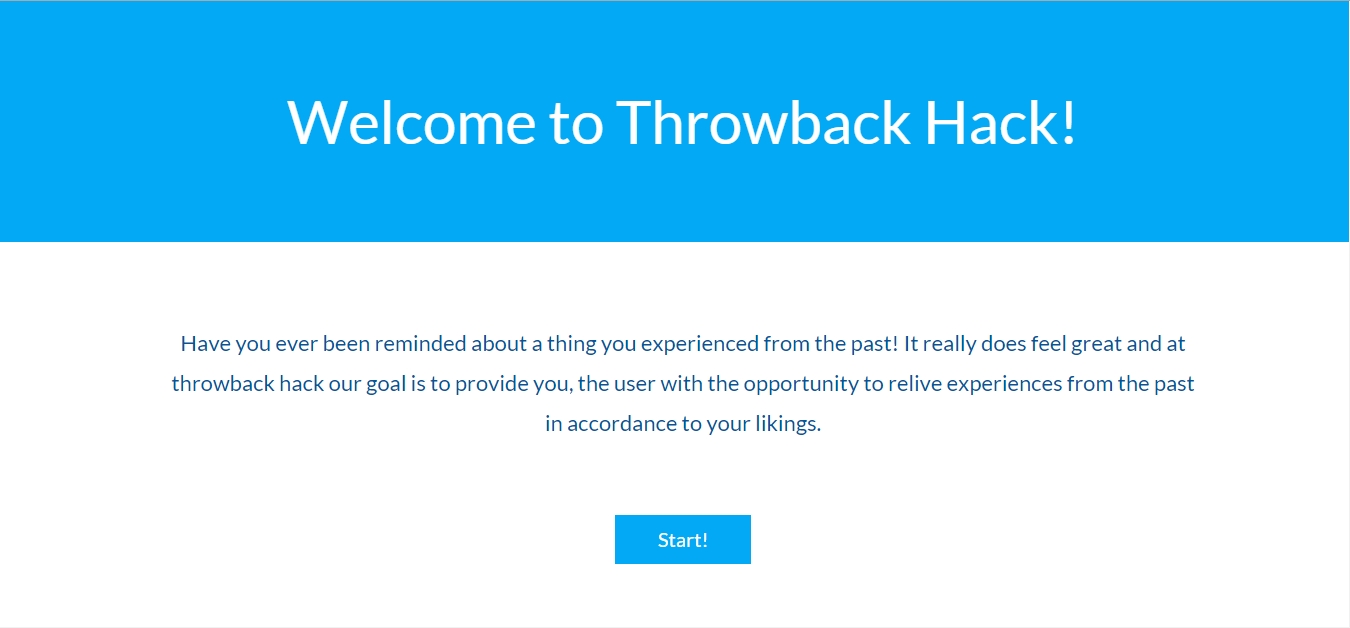 Welcome to Throwback Hack!
Have you ever been reminded about a thing you experienced from the past! It really does feel great and at
throwback hack our goal is to provide you, the user with the opportunity to relive experiences from the past
in accordance to your likings.
Start!